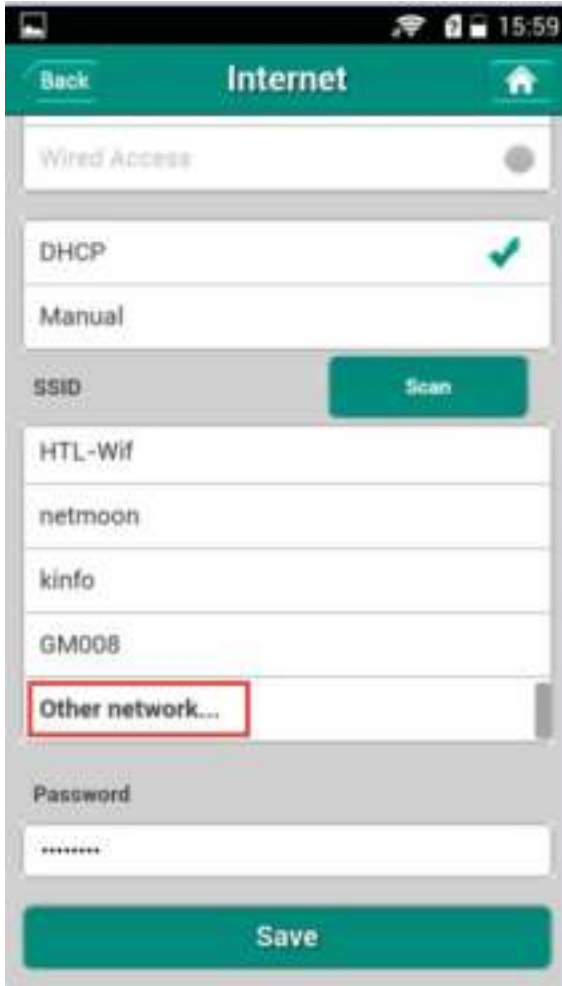 15:59
Back Internet
Wired Access
DHCP
Manual
SSID Scan
HTL-Wif
netmoon
kinfo
GM008
Other network...
Password
••••••••
Save